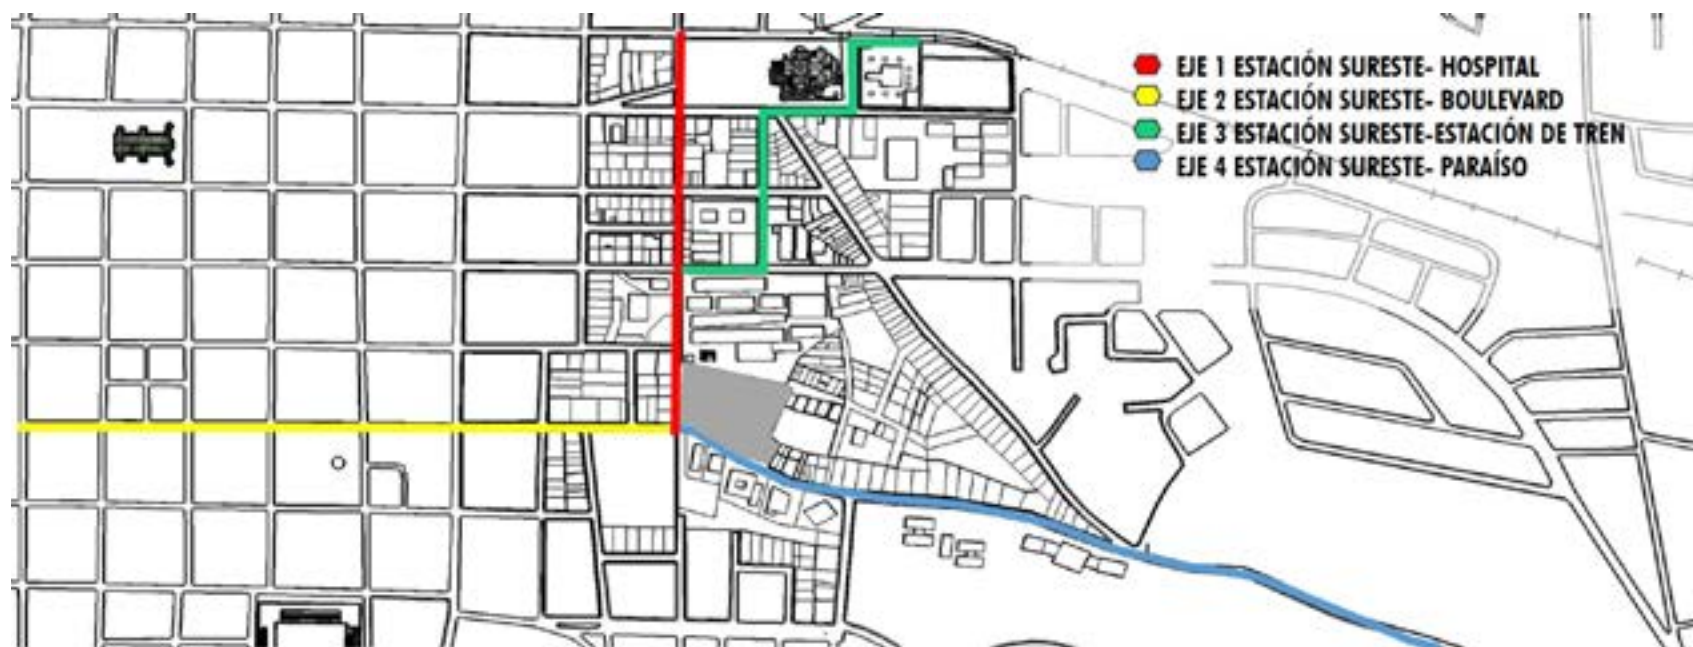 EJE 1 ESTACIÓN SURESTE- HOSPITAL
EJE 2 ESTACIÓN SURESTE- BOULEVARD
EJE 3 ESTACIÓN SURESTE-ESTACIÓN DE TREN
EJE 4 ESTACIÓN SURESTE- PARAÍSO